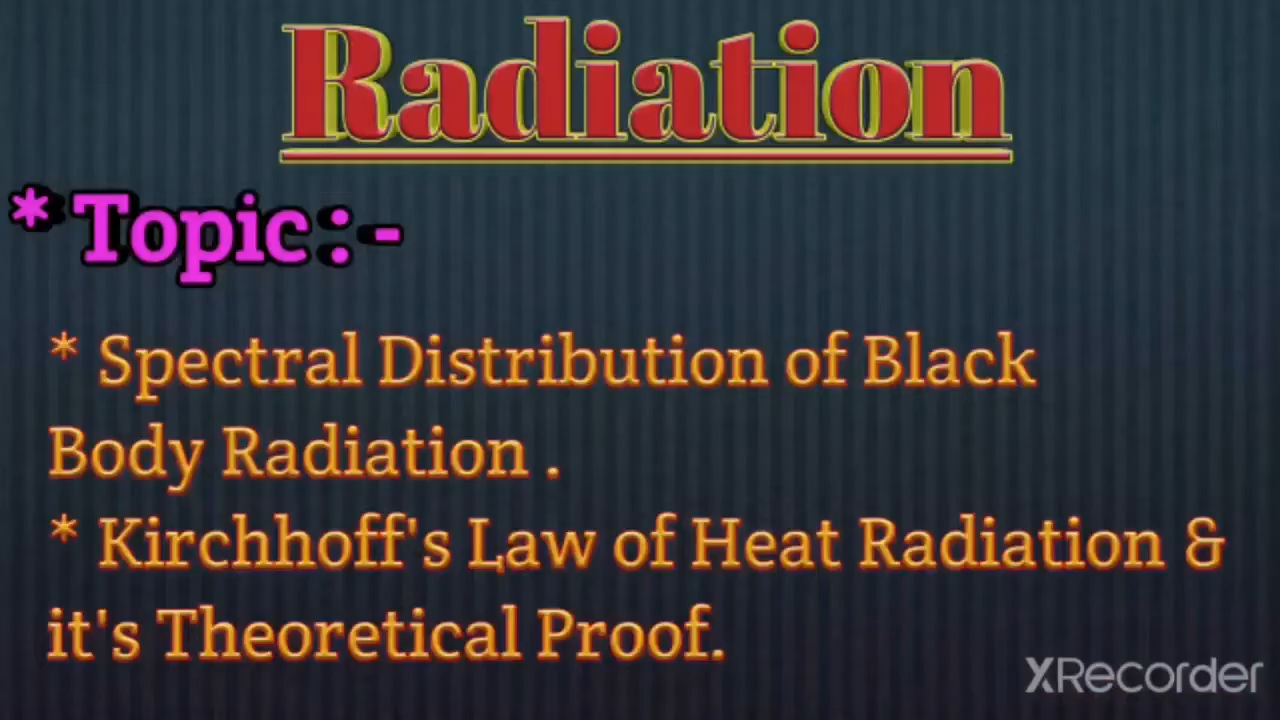 Radiation
* Topic:-
* Spectral Distribution of Black
Body Radiation .
* Kirchhoff's Law of Heat Radiation &
it's Theoretical Proof.
XRecorder